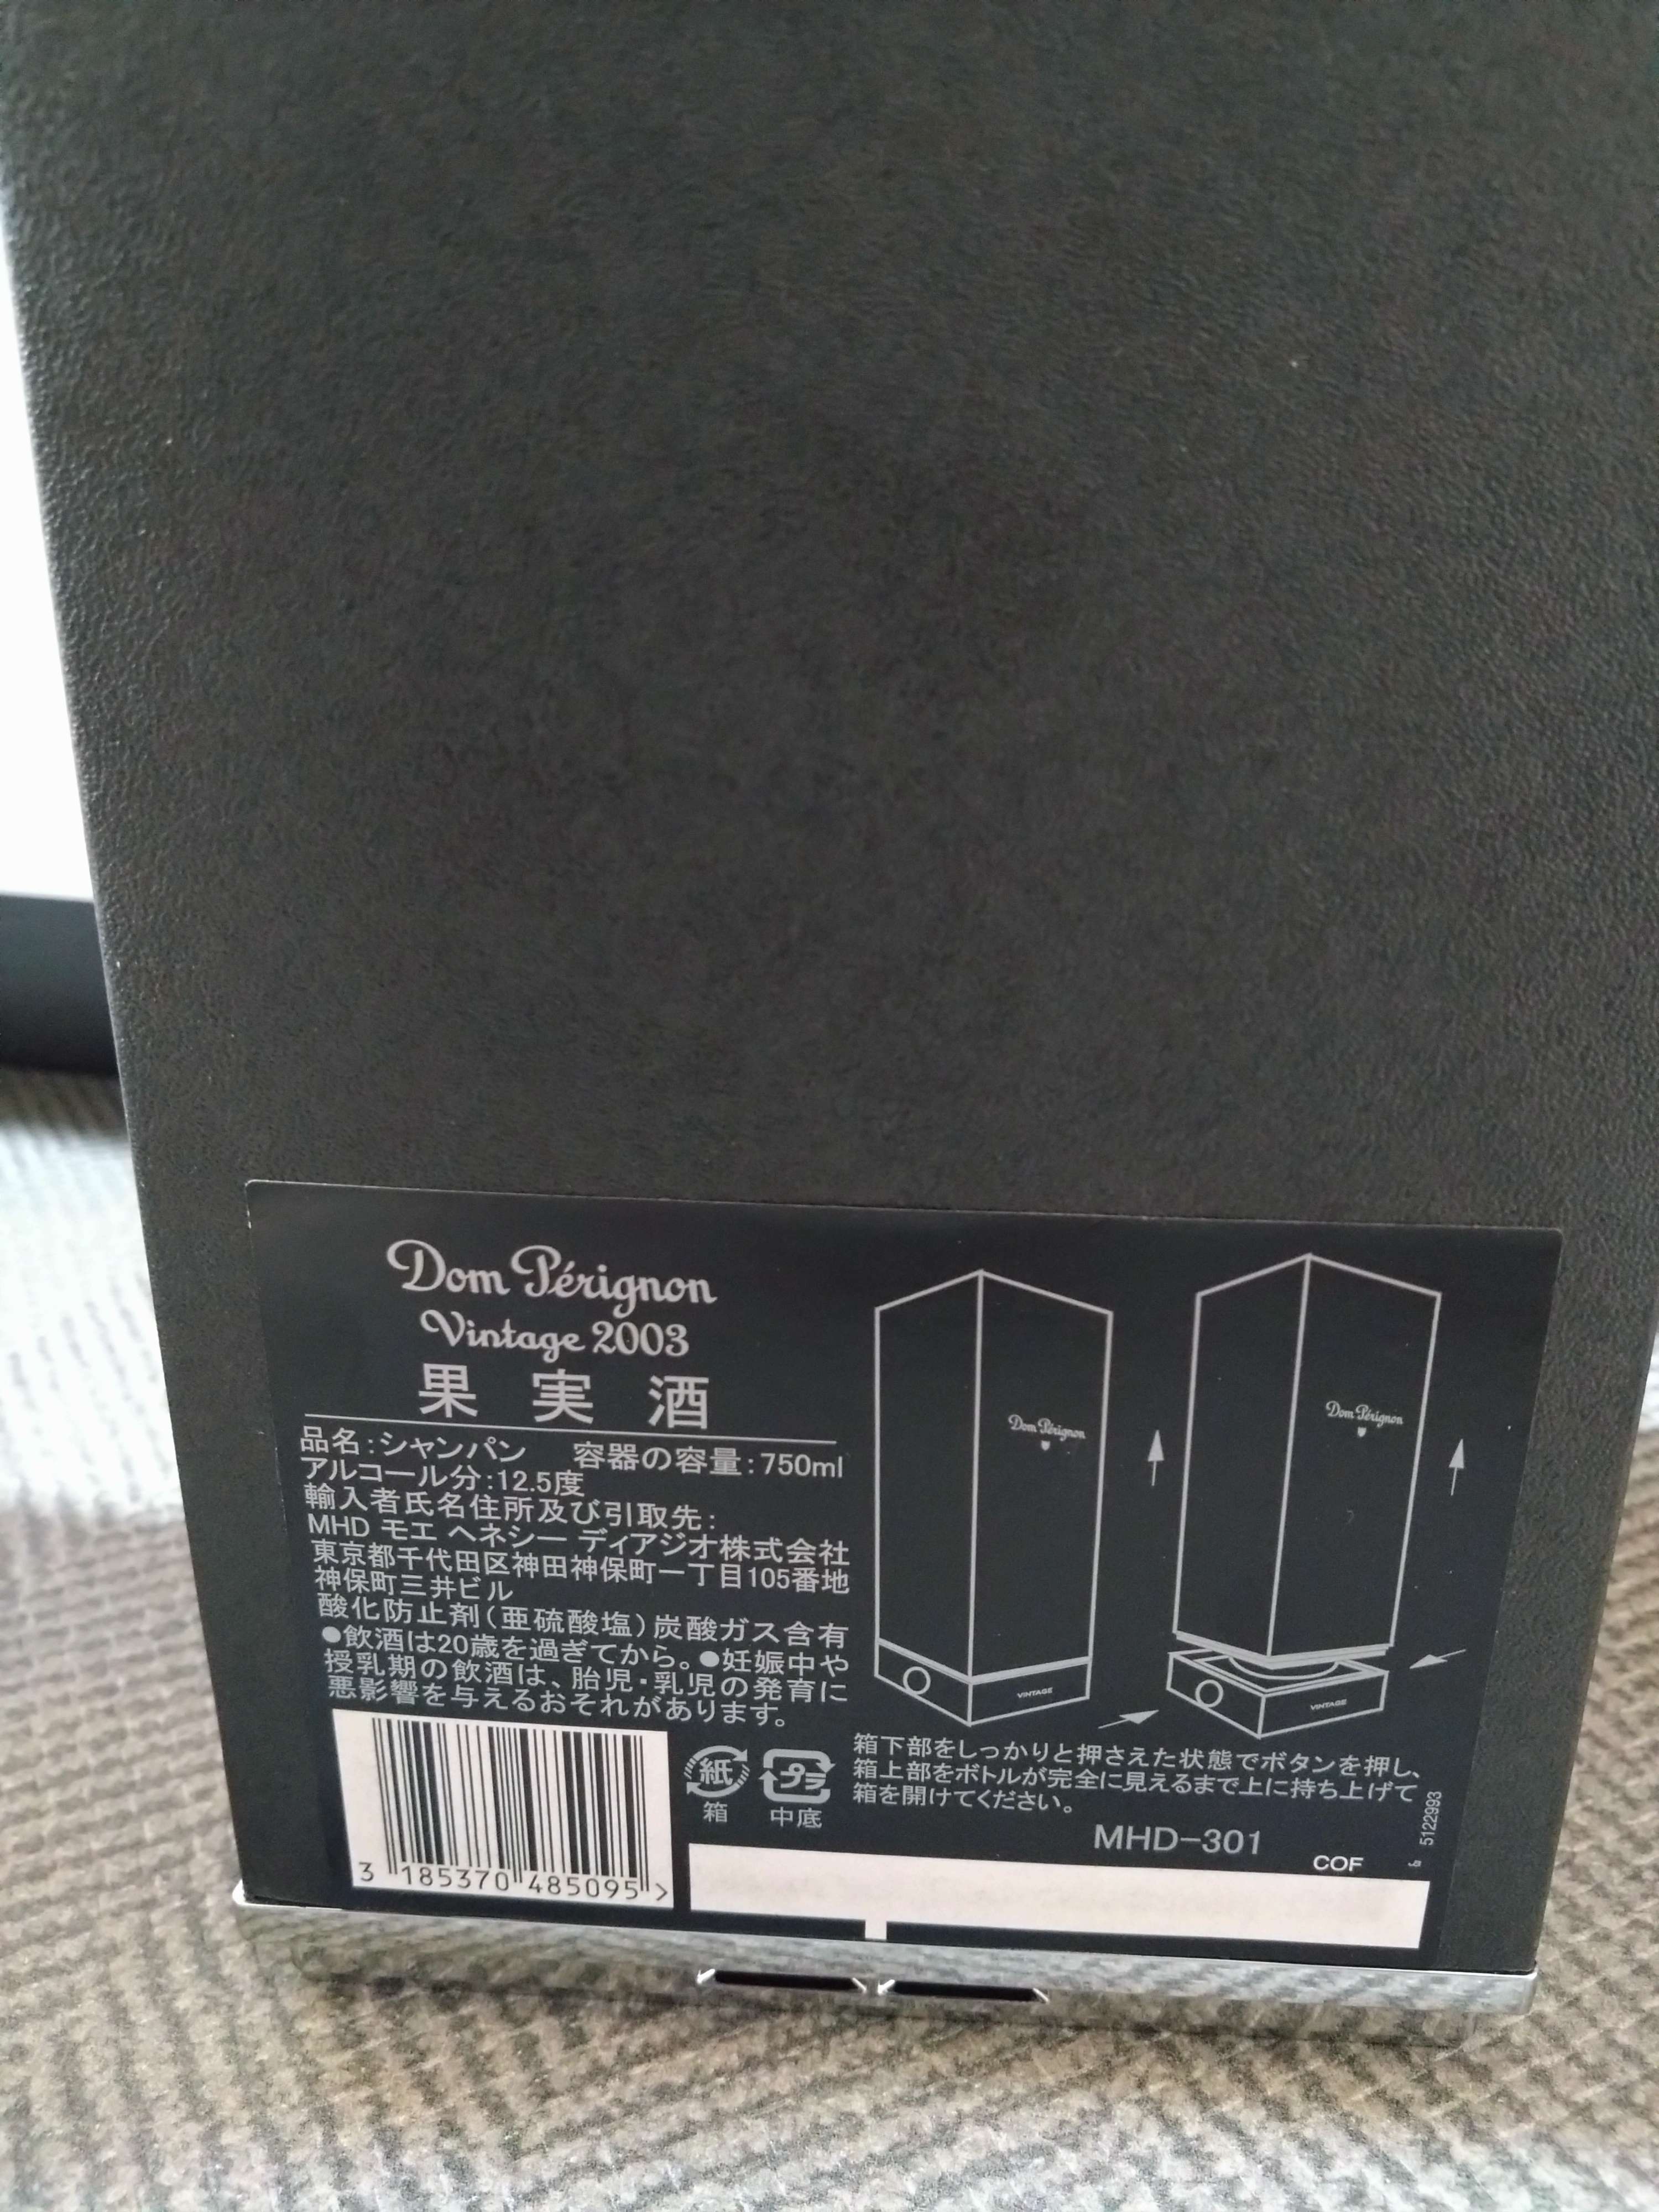 Dom Pérignon
Vintage 2003
果 実 酒
品名:シャンパン 容器の容量:750ml
アルコール分:12.5度
輸入者氏名住所及び引取先:
MHD モエ ヘネシー ディアジオ株式会社
東京都千代田区神田神保町一丁目105番地
神保町三井ビル
酸化防止剤(亜硫酸塩)炭酸ガス含有
●飲酒は20歳を過ぎてから。●妊娠中や
授乳期の飲酒は、胎児・乳児の発育に
悪影響を与えるおそれがあります。
3 185370 485095 >
紙
箱
プラ
中底
Dom Pérignon
VINTAGE
Dom Pérignon
VINTAGE
箱下部をしっかりと押さえた状態でボタンを押し、
箱上部をボトルが完全に見えるまで上に持ち上げて
箱を開けてください。
MHD-301
COF
5122993